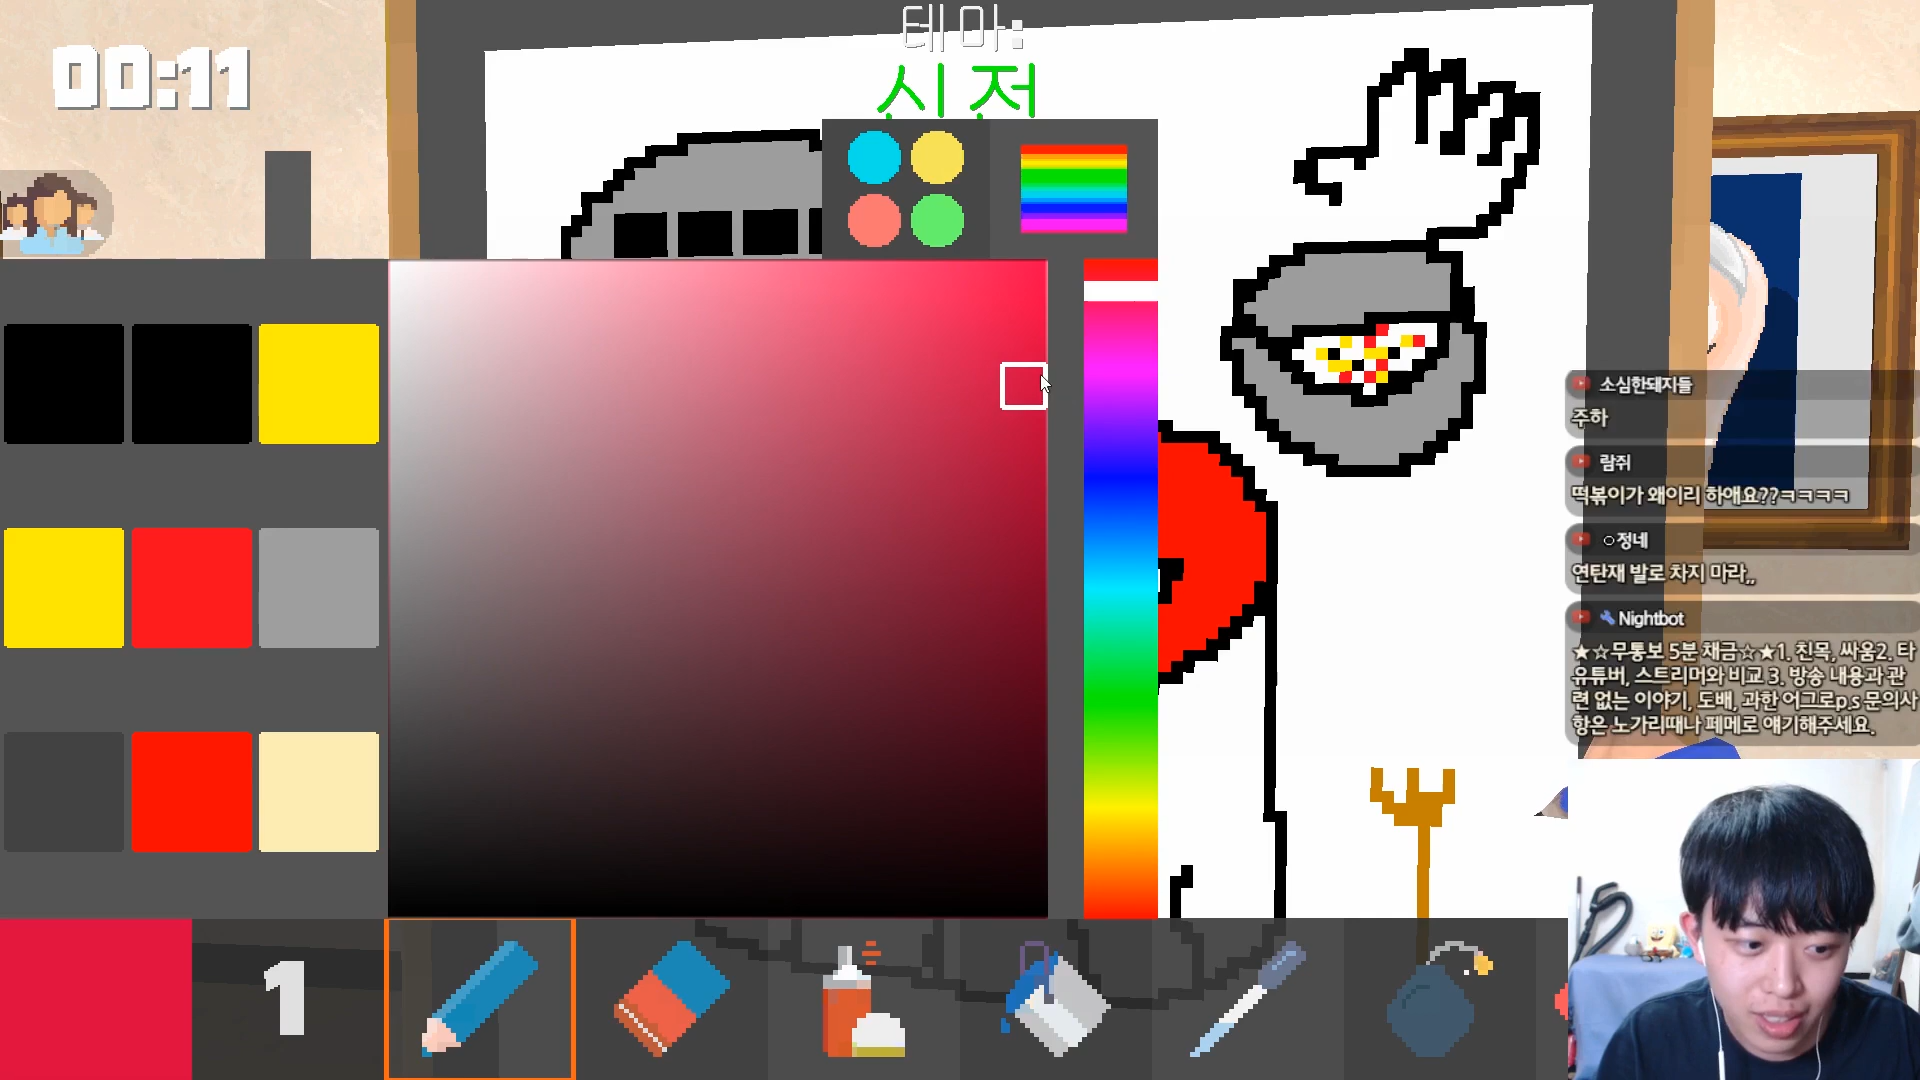 테마:
00:11
신전
소심한돼지들
주하
람쥐
떡볶이가 왜이리 하얘요??ㅋㅋㅋㅋ
ㅇ정네
연탄재 발로 차지 마라,,
Nightbot
★☆무통보 5분 채금☆★1. 친목, 싸움2. 타
유튜버, 스트리머와 비교 3. 방송 내용과 관
련 없는 이야기, 도배, 과한 어그로p.s 문의사
항은 노가리때나 페메로 얘기해주세요.
1